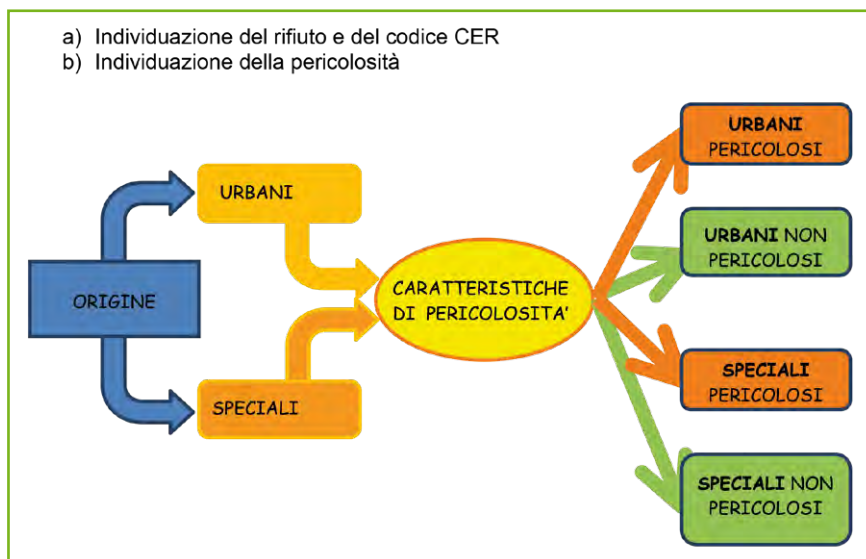 a) Individuazione del rifiuto e del codice CER
b) Individuazione della pericolosità
ORIGINE
URBANI
SPECIALI
CARATTERISTICHE
DI PERICOLOSITA'
URBANI
PERICOLOSI
URBANI NON
PERICOLOSI
SPECIALI
PERICOLOSI
SPECIALI NON
PERICOLOSI